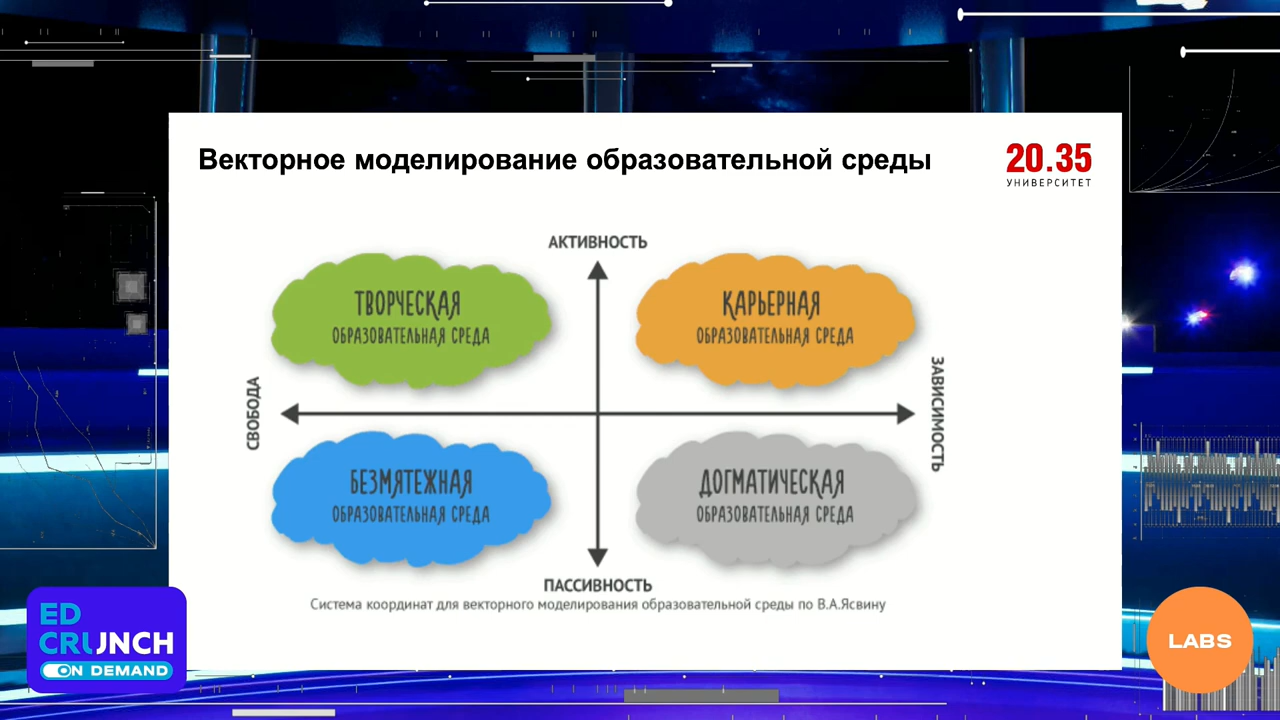 Векторное моделирование образовательной среды
20.35
УНИВЕРСИТЕТ
АКТИВНОСТЬ
ТВОРЧЕСКАЯ
ОБРАЗОВАТЕЛЬНАЯ СРЕДА
КАРЬЕРНАЯ
ОБРАЗОВАТЕЛЬНАЯ СРЕДА
СВОБОДА
ЗАВИСИМОСТЬ
БЕЗМЯТЕЖНАЯ
ОБРАЗОВАТЕЛЬНАЯ СРЕДА
ДОГМАТИЧЕСКАЯ
ОБРАЗОВАТЕЛЬНАЯ СРЕДА
ПАССИВНОСТЬ
Система координат для векторного моделирования образовательной среды по В.А.Ясвину
ED
CRUNCH
ON DEMAND
LABS